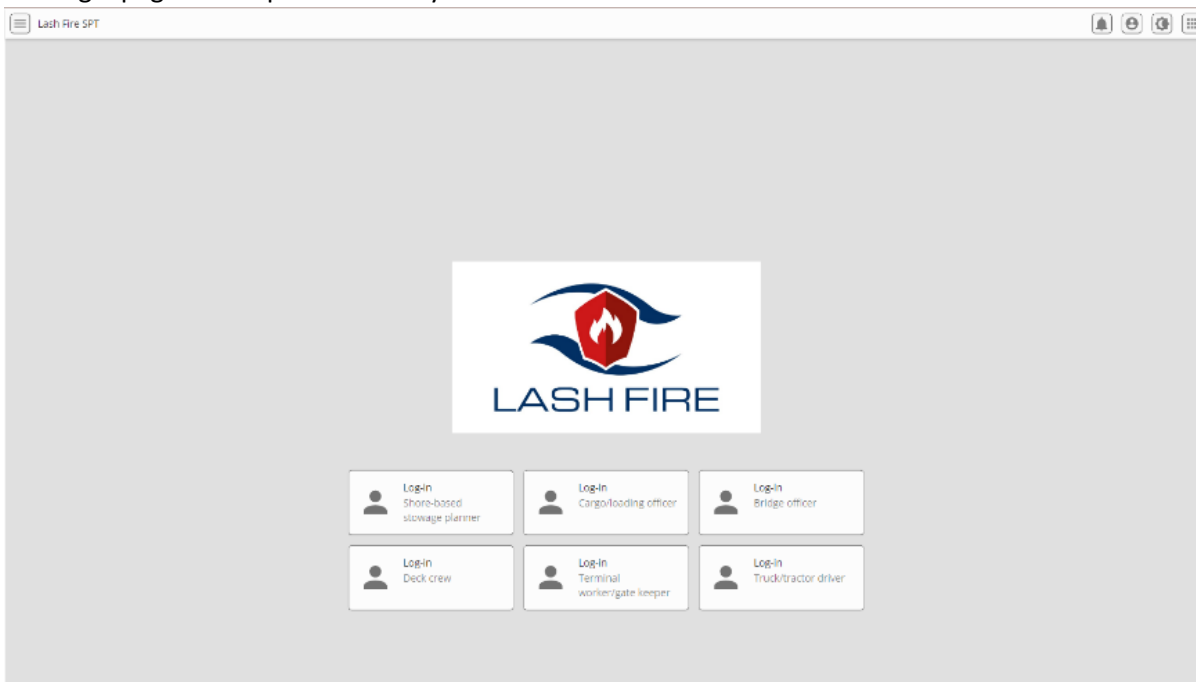 Lash Fire SPT
LASH FIRE
Log-in
Shore-based
stowage planner
Log-in
Cargo/loading officer
Log-in
Bridge officer
Log-in
Deck crew
Log-in
Terminal
worker/gate keeper
Log-in
Truck/tractor driver